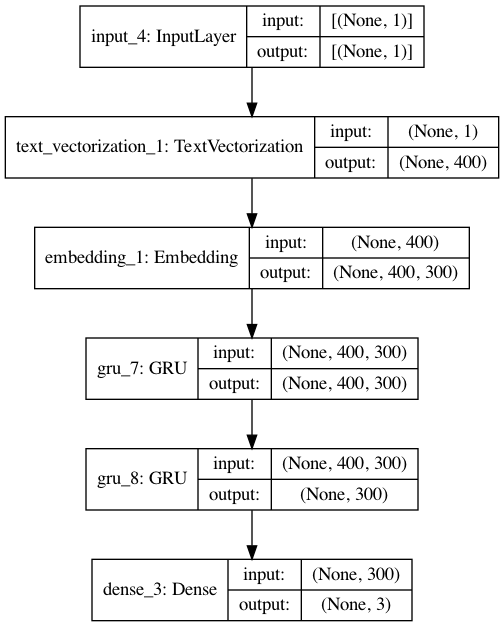 input_4: InputLayer
input: [(None, 1)]
output: [(None, 1)]
text_vectorization_1: TextVectorization
input: (None, 1)
output: (None, 400)
embedding_1: Embedding
input: (None, 400)
output: (None, 400, 300)
gru_7: GRU
input: (None, 400, 300)
output: (None, 400, 300)
gru_8: GRU
input: (None, 400, 300)
output: (None, 300)
dense_3: Dense
input: (None, 300)
output: (None, 3)